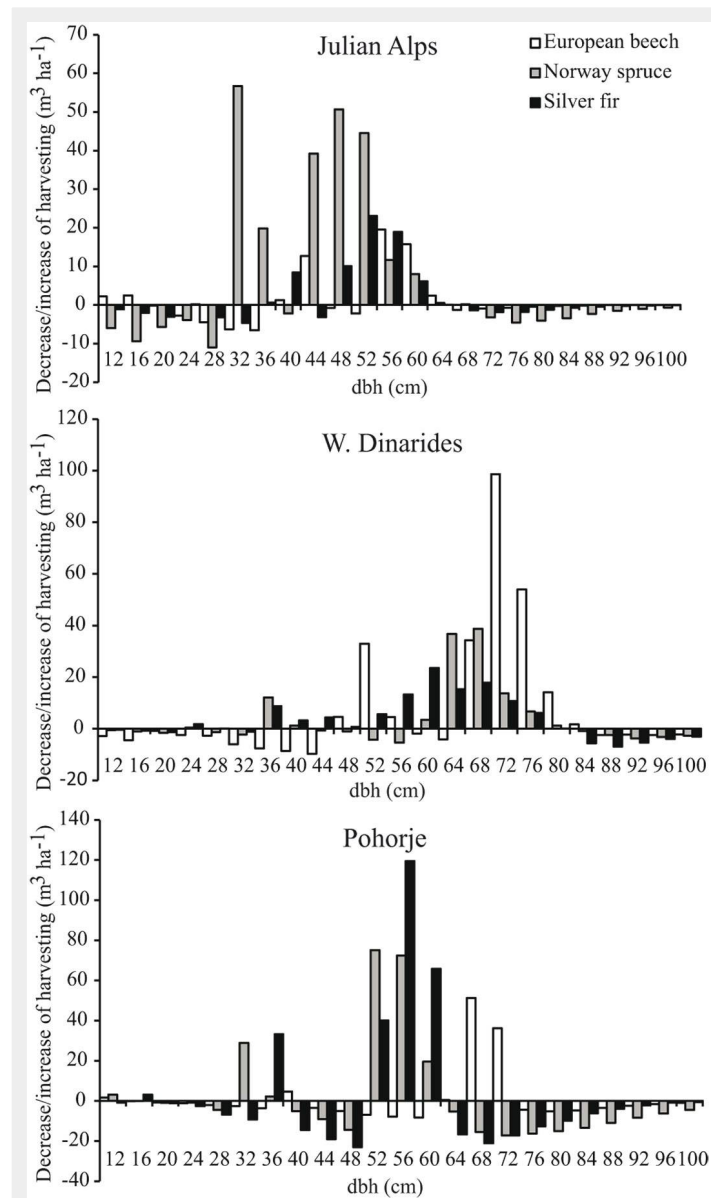 Julian Alps
European beech
Norway spruce
Silver fir
Decrease/increase of harvesting (m³ ha⁻¹)
70
60
50
40
30
20
10
0
-10
-20
12 16 20 24 28 32 36 40 44 48 52 56 60 64 68 72 76 80 84 88 92 96 100
dbh (cm)
W. Dinarides
Decrease/increase of harvesting (m³ ha⁻¹)
120
100
80
60
40
20
0
-20
12 16 20 24 28 32 36 40 44 48 52 56 60 64 68 72 76 80 84 88 92 96 100
dbh (cm)
Pohorje
Decrease/increase of harvesting (m³ ha⁻¹)
140
120
100
80
60
40
20
0
-20
-40
12 16 20 24 28 32 36 40 44 48 52 56 60 64 68 72 76 80 84 88 92 96 100
dbh (cm)